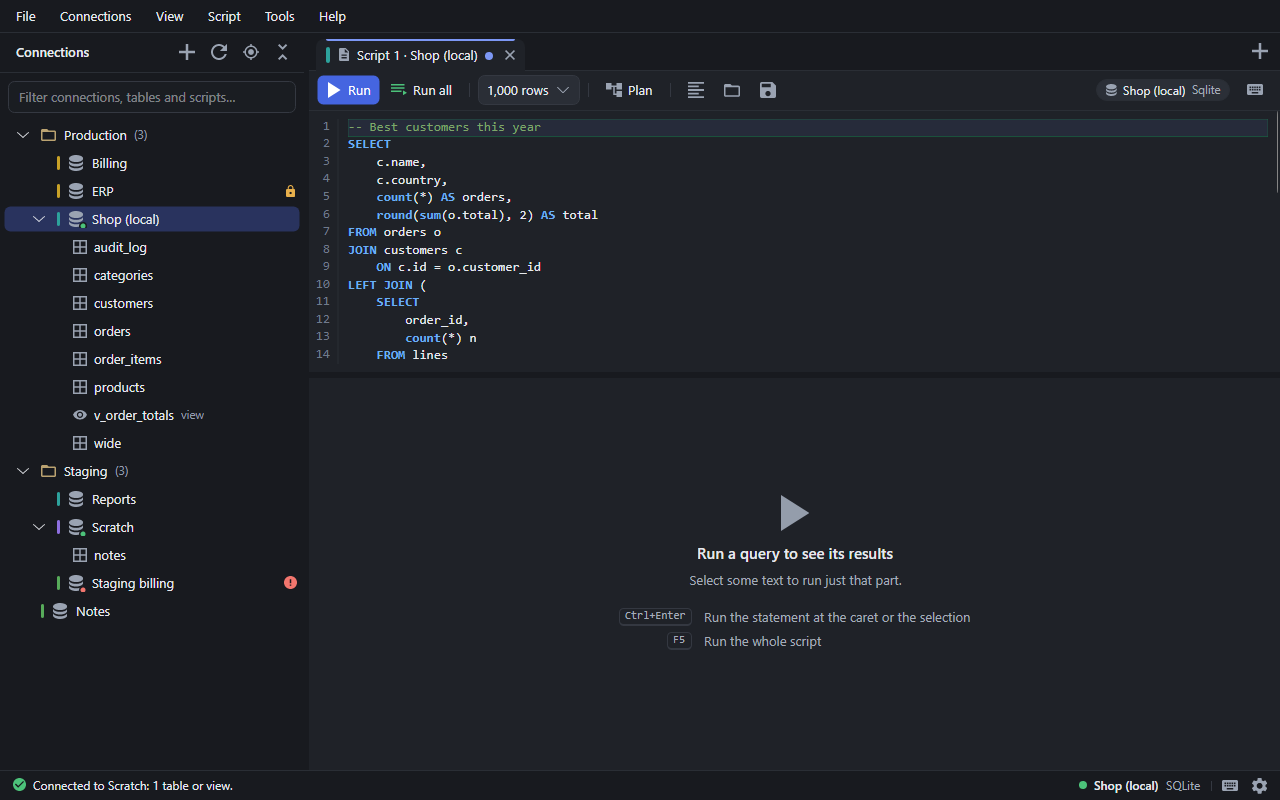 File Connections View Script Tools Help
Connections
Script 1 · Shop (local)
Run Run all 1,000 rows Plan Shop (local) Sqlite
Filter connections, tables and scripts...
Production (3)
Billing
ERP
Shop (local)
audit_log
categories
customers
orders
order_items
products
v_order_totals view
wide
Staging (3)
Reports
Scratch
notes
Staging billing
Notes
1 -- Best customers this year
2 SELECT
3 c.name,
4 c.country,
5 count(*) AS orders,
6 round(sum(o.total), 2) AS total
7 FROM orders o
8 JOIN customers c
9 ON c.id = o.customer_id
10 LEFT JOIN (
11 SELECT
12 order_id,
13 count(*) n
14 FROM lines
Run a query to see its results
Select some text to run just that part.
Ctrl+Enter Run the statement at the caret or the selection
F5 Run the whole script
Connected to Scratch: 1 table or view.
Shop (local) SQLite